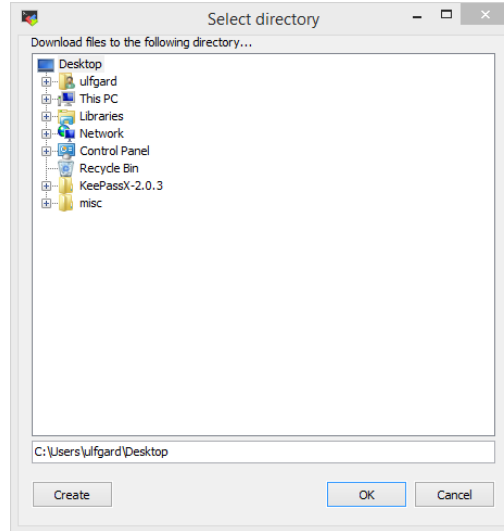 Select directory
Download files to the following directory...
Desktop
ulfgard
This PC
Libraries
Network
Control Panel
Recycle Bin
KeePassX-2.0.3
misc
C:\Users\ulfgard\Desktop
Create OK Cancel